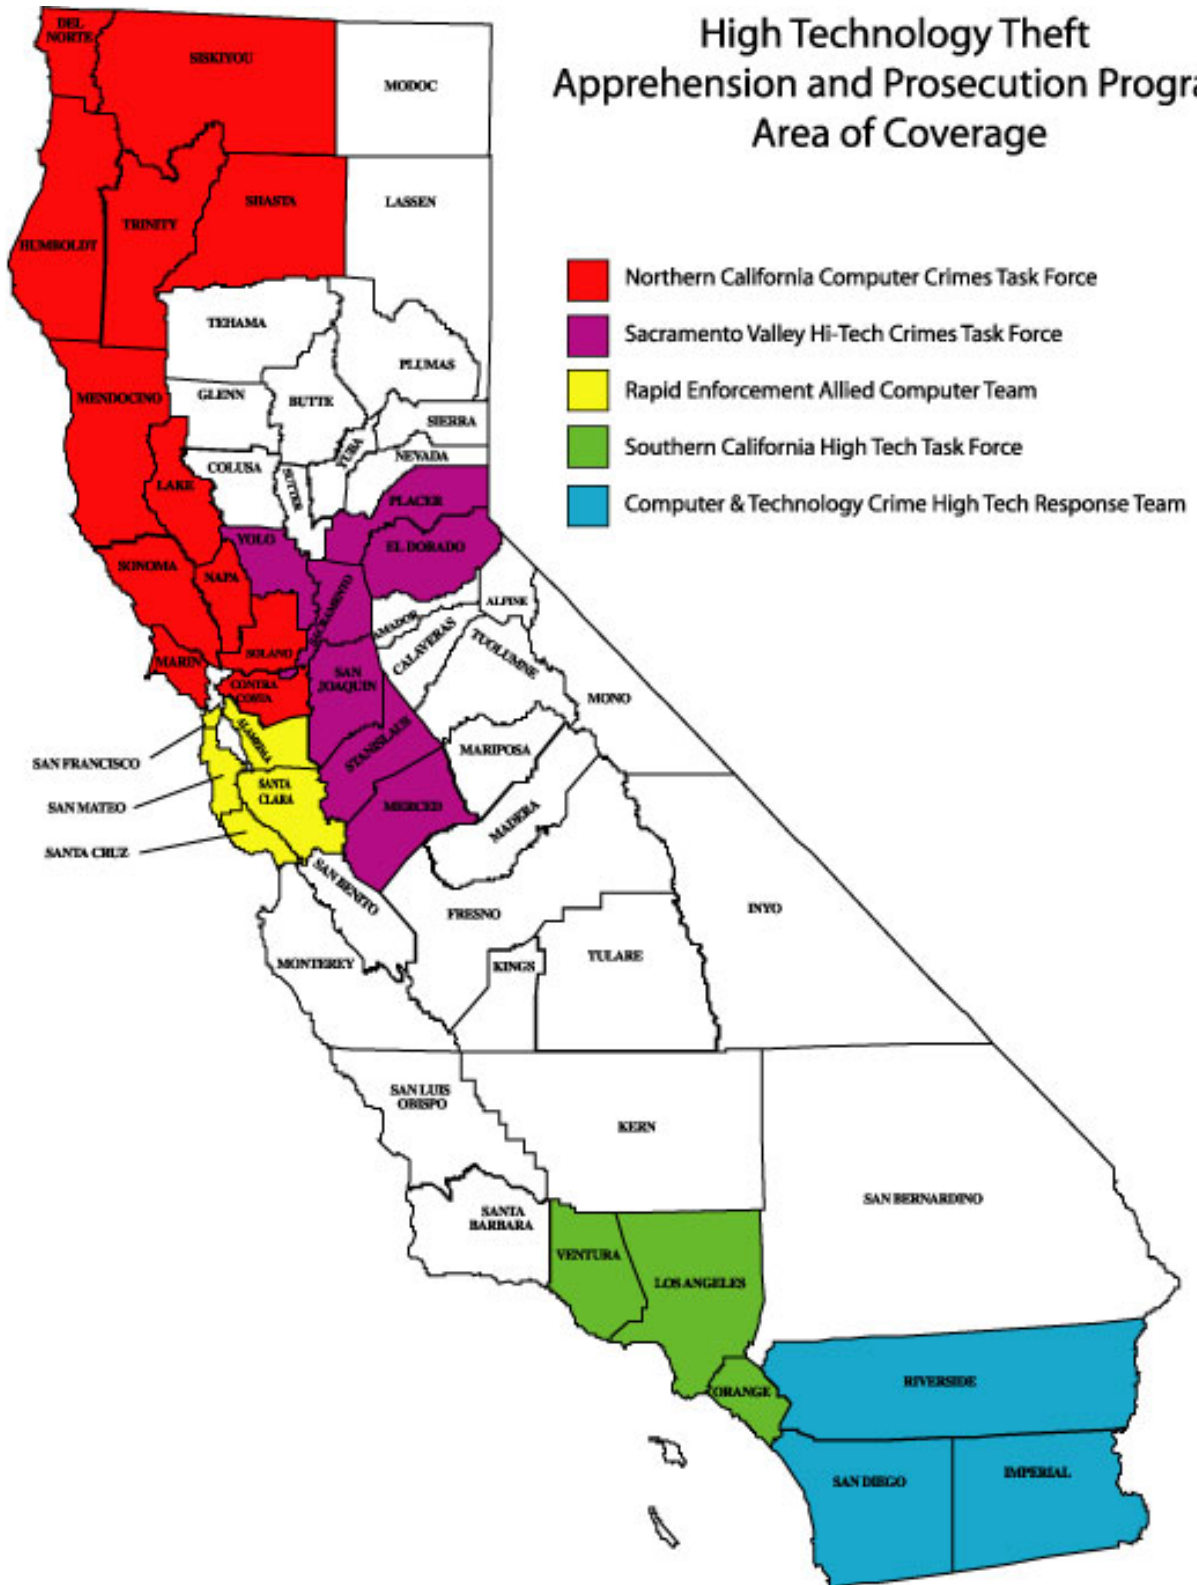 High Technology Theft
Apprehension and Prosecution Progra
Area of Coverage
Northern California Computer Crimes Task Force
Sacramento Valley Hi-Tech Crimes Task Force
Rapid Enforcement Allied Computer Team
Southern California High Tech Task Force
Computer & Technology Crime High Tech Response Team
DEL
NORTE
SISKIYOU
MODOC
HUMBOLDT
TRINITY
SHASTA
LASSEN
TEHAMA
PLUMAS
MENDOCINO
GLENN
BUTTE
SIERRA
YUBA
NEVADA
COLUSA
SUTTER
LAKE
PLACER
YOLO
EL DORADO
SONOMA
NAPA
SACRAMENTO
ALPINE
AMADOR
CALAVERAS
TUOLUMNE
SOLANO
MARIN
CONTRA
COSTA
SAN
JOAQUIN
MONO
ALAMEDA
STANISLAUS
MARIPOSA
SAN FRANCISCO
SAN MATEO
SANTA
CLARA
MERCED
MADERA
SANTA CRUZ
SAN BENITO
FRESNO
INYO
MONTEREY
KINGS
TULARE
SAN LUIS
OBISPO
KERN
SAN BERNARDINO
SANTA
BARBARA
VENTURA
LOS ANGELES
ORANGE
RIVERSIDE
SAN DIEGO
IMPERIAL